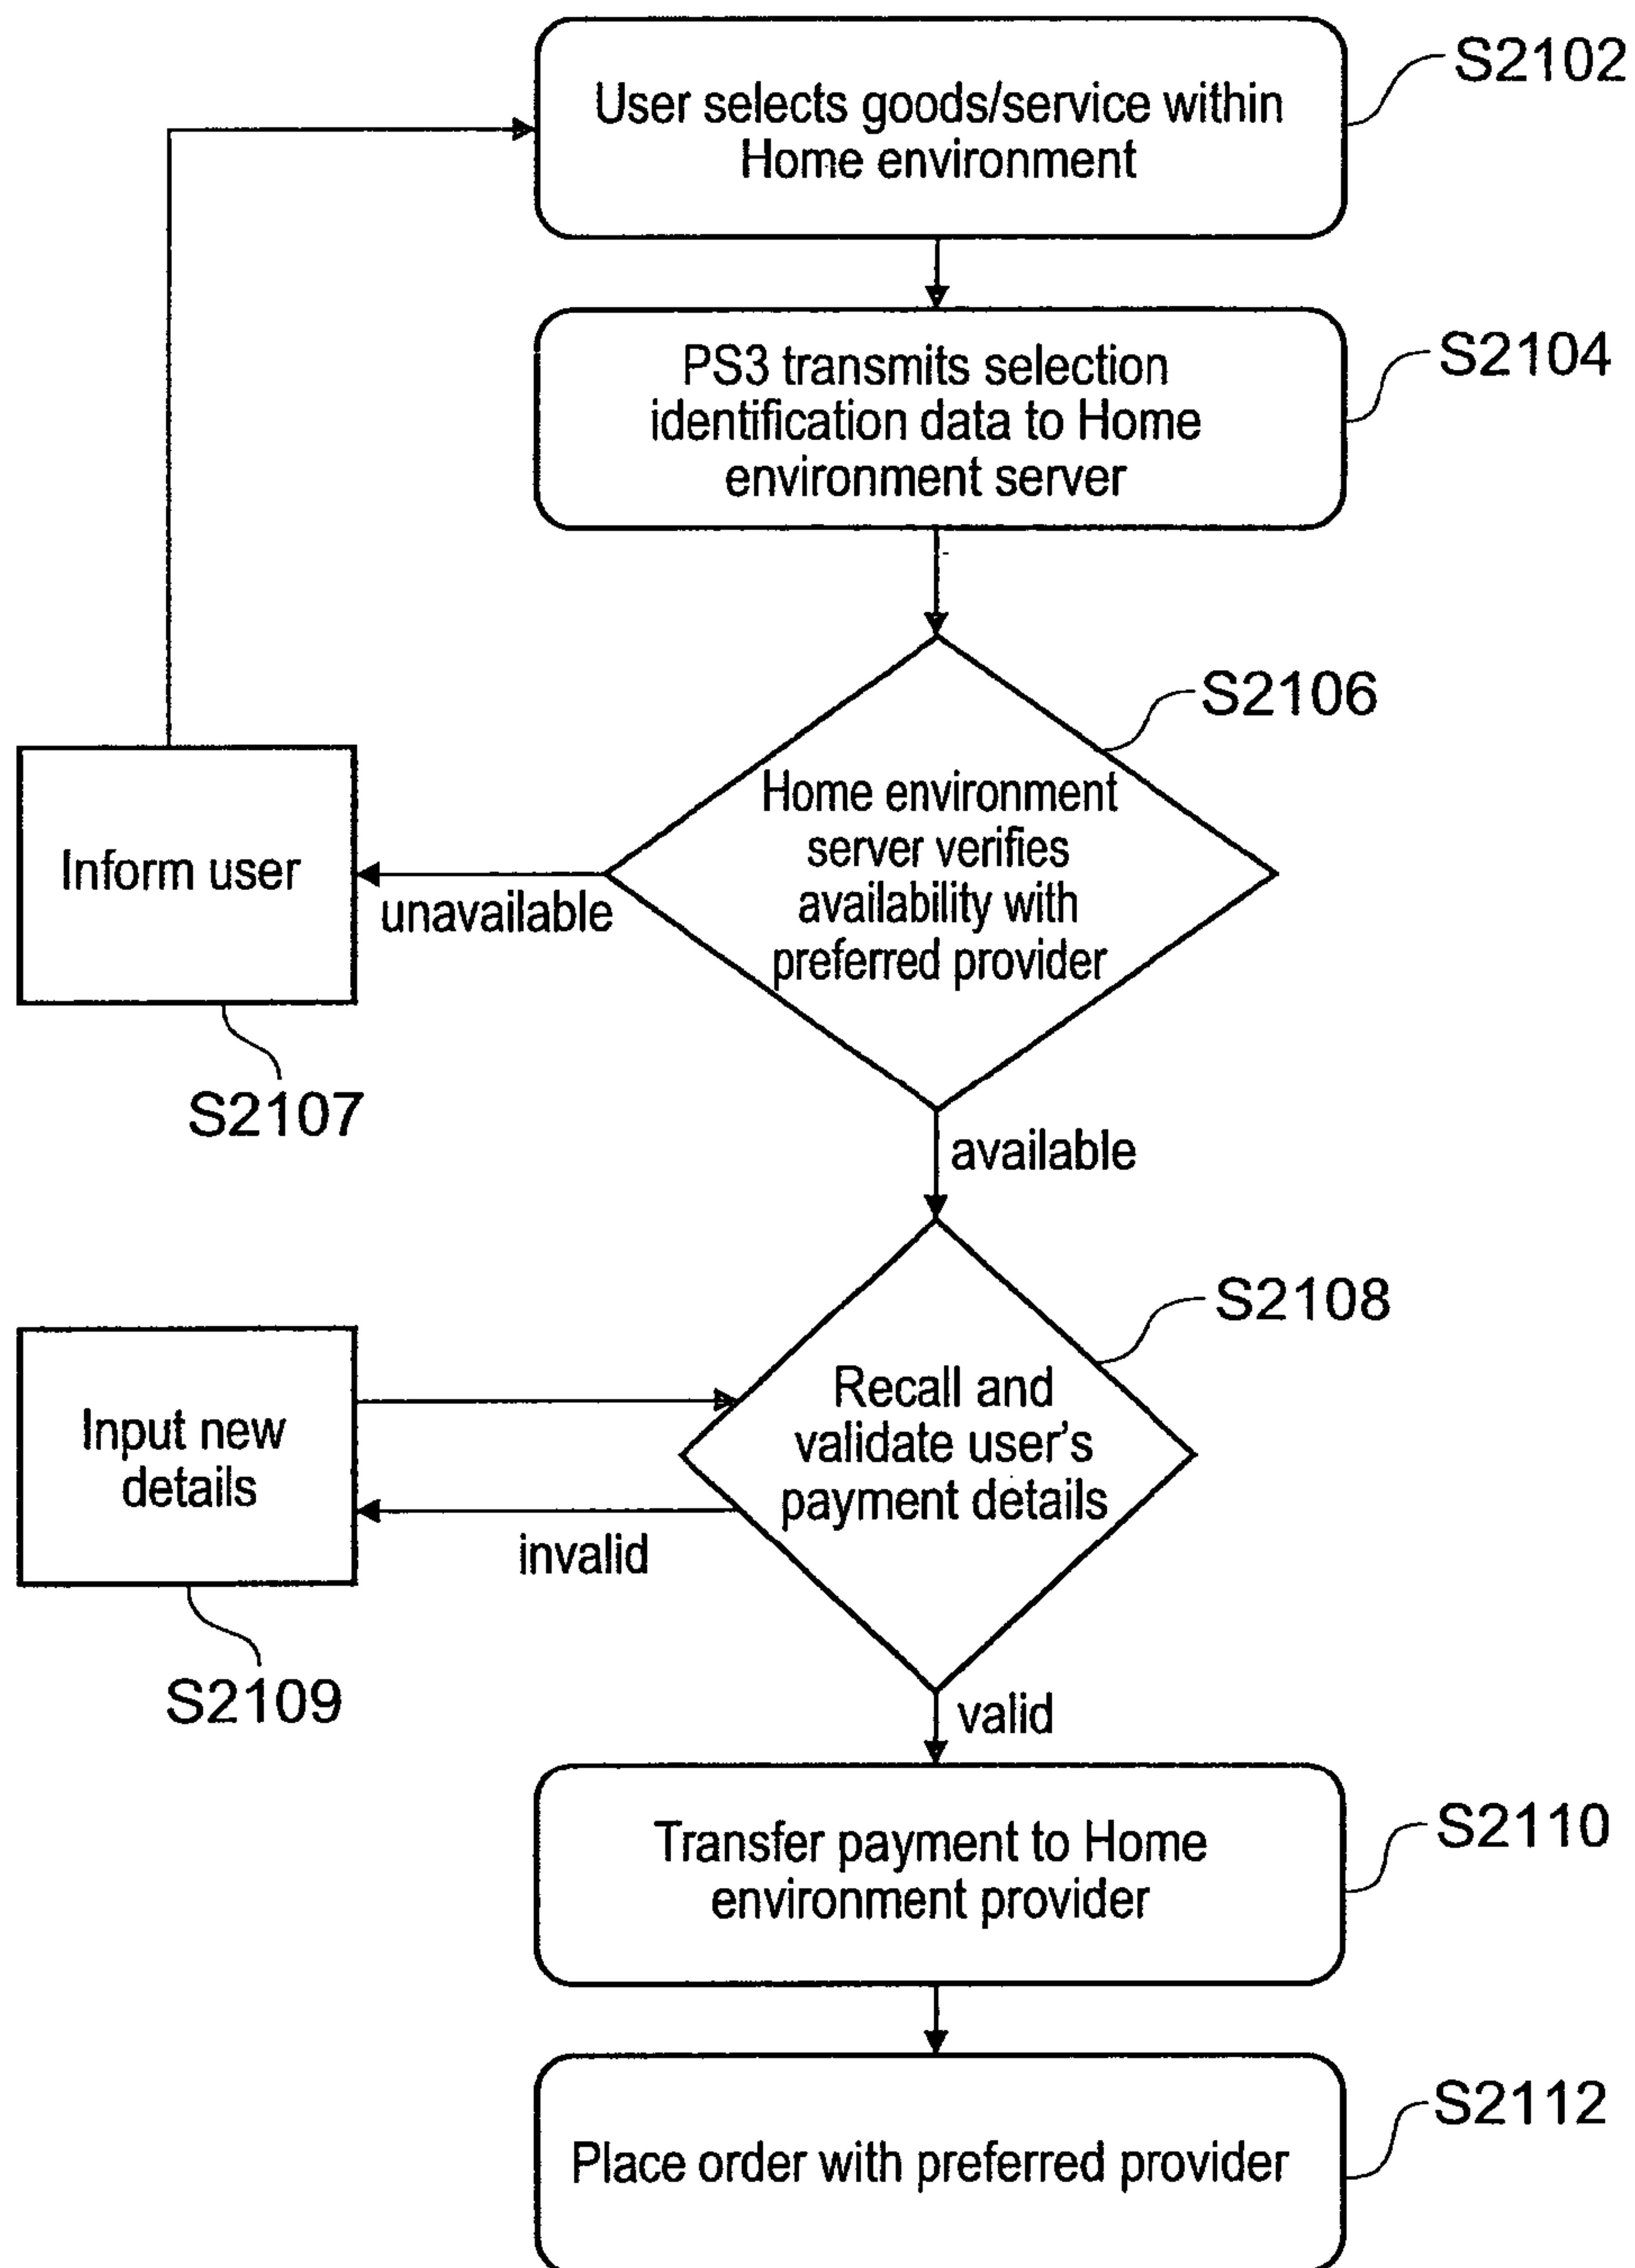 User selects goods/service within
Home environment
S2102
PS3 transmits selection
identification data to Home
environment server
S2104
Home environment
server verifies
availability with
preferred provider
S2106
unavailable
Inform user
S2107
available
Recall and
validate user's
payment details
S2108
invalid
Input new
details
S2109
valid
Transfer payment to Home
environment provider
S2110
Place order with preferred provider
S2112